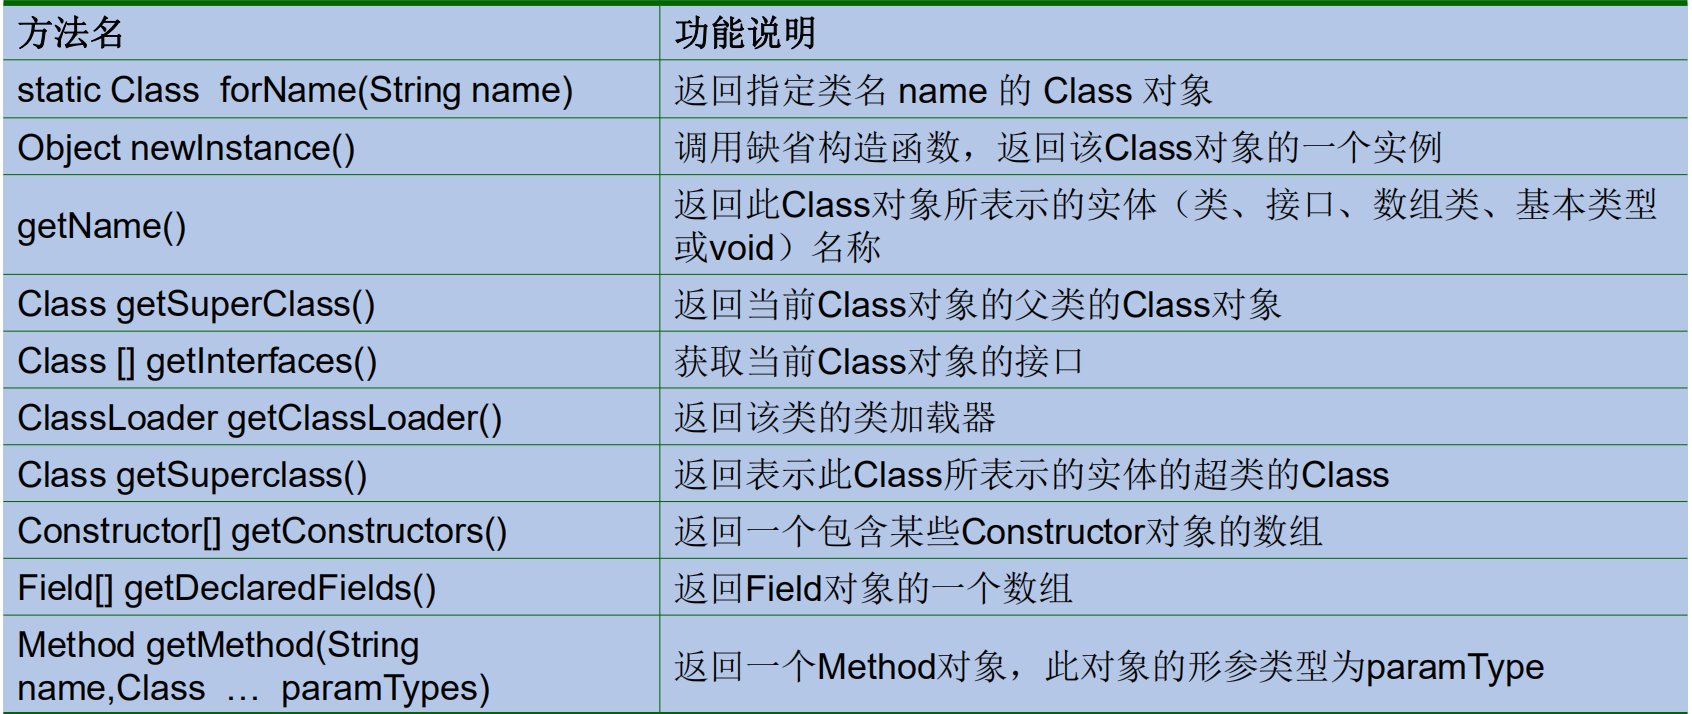 方法名
功能说明
static Class  forName(String name)
返回指定类名 name 的 Class 对象
Object newInstance()
调用缺省构造函数，返回该Class对象的一个实例
getName()
返回此Class对象所表示的实体（类、接口、数组类、基本类型
或void）名称
Class getSuperClass()
返回当前Class对象的父类的Class对象
Class [] getInterfaces()
获取当前Class对象的接口
ClassLoader getClassLoader()
返回该类的类加载器
Class getSuperclass()
返回表示此Class所表示的实体的超类的Class
Constructor[] getConstructors()
返回一个包含某些Constructor对象的数组
Field[] getDeclaredFields()
返回Field对象的一个数组
Method getMethod(String
name,Class  …  paramTypes)
返回一个Method对象，此对象的形参类型为paramType